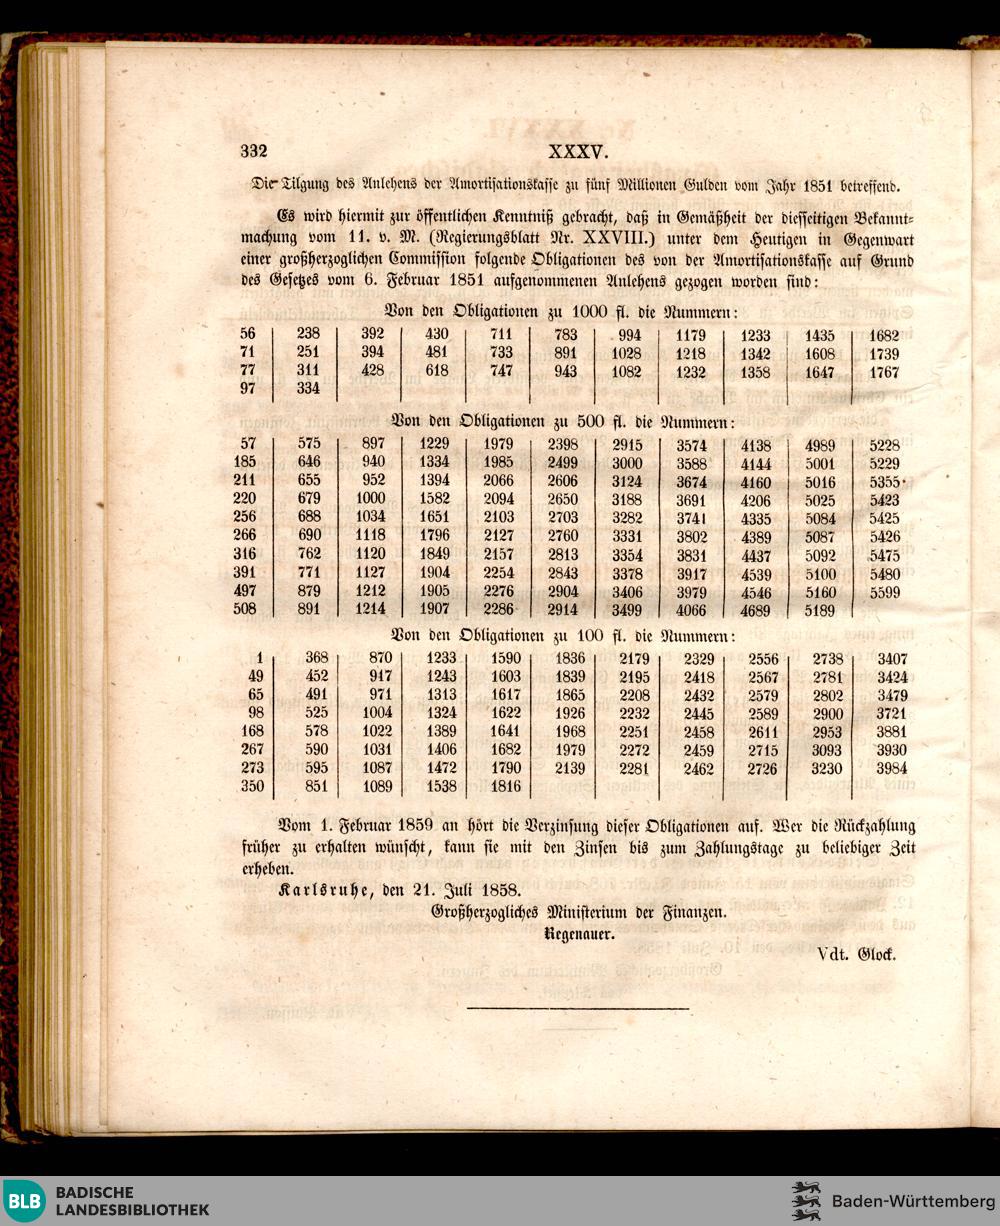 332
XXXV.
Die Tilgung des Anlehens der Amortisationskasse zu fünf Millionen Gulden vom Jahr 1851 betreffend.
Es wird hiermit zur öffentlichen Kenntniß gebracht, daß in Gemäßheit der diesseitigen Bekannt=
machung vom 11. v. M. (Regierungsblatt Nr. XXVIII.) unter dem Heutigen in Gegenwart
einer großherzoglichen Commission folgende Obligationen des von der Amortisationskasse auf Grund
des Gesetzes vom 6. Februar 1851 aufgenommenen Anlehens gezogen worden sind:
Von den Obligationen zu 1000 fl. die Nummern:
56 238 392 430 711 783 994 1179 1233 1435 1682
71 251 394 481 733 891 1028 1218 1342 1608 1739
77 311 428 618 747 943 1082 1232 1358 1647 1767
97 334
Von den Obligationen zu 500 fl. die Nummern:
57 575 897 1229 1979 2398 2915 3574 4138 4989 5228
185 646 940 1334 1985 2499 3000 3588 4144 5001 5229
211 655 952 1394 2066 2606 3124 3674 4160 5016 5355
220 679 1000 1582 2094 2650 3188 3691 4206 5025 5423
256 688 1034 1651 2103 2703 3282 3741 4335 5084 5425
266 690 1118 1796 2127 2760 3331 3802 4389 5087 5426
316 762 1120 1849 2157 2813 3354 3831 4437 5092 5475
391 771 1127 1904 2254 2843 3378 3917 4539 5100 5480
497 879 1212 1905 2276 2904 3406 3979 4546 5160 5599
508 891 1214 1907 2286 2914 3499 4066 4689 5189
Von den Obligationen zu 100 fl. die Nummern:
1 368 870 1233 1590 1836 2179 2329 2556 2738 3407
49 452 917 1243 1603 1839 2195 2418 2567 2781 3424
65 491 971 1313 1617 1865 2208 2432 2579 2802 3479
98 525 1004 1324 1622 1926 2232 2445 2589 2900 3721
168 578 1022 1389 1641 1968 2251 2458 2611 2953 3881
267 590 1031 1406 1682 1979 2272 2459 2715 3093 3930
273 595 1087 1472 1790 2139 2281 2462 2726 3230 3984
350 851 1089 1538 1816
Vom 1. Februar 1859 an hört die Verzinsung dieser Obligationen auf. Wer die Rückzahlung
früher zu erhalten wünscht, kann sie mit den Zinsen bis zum Zahlungstage zu beliebiger Zeit
erheben.
Karlsruhe, den 21. Juli 1858.
Großherzogliches Ministerium der Finanzen.
Regenauer.
Vdt. Glock.
BLB BADISCHE
LANDESBIBLIOTHEK
Baden-Württemberg